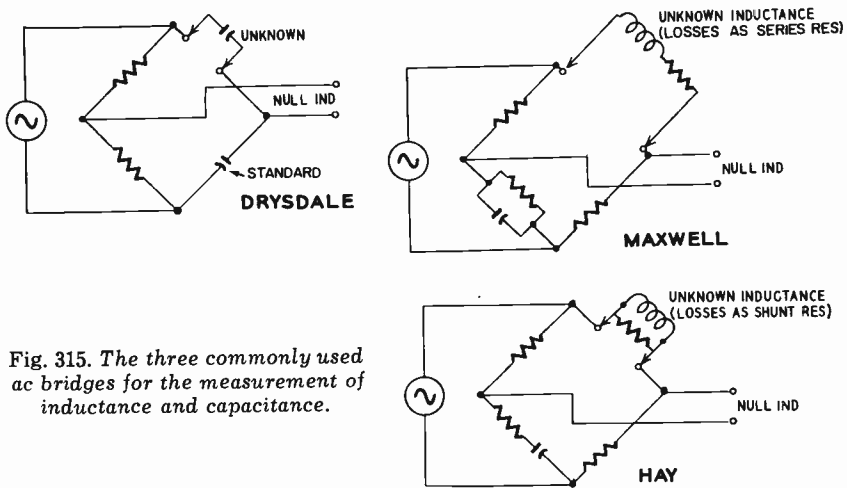 UNKNOWN
NULL IND
STANDARD
DRYSDALE
UNKNOWN INDUCTANCE
(LOSSES AS SERIES RES)
NULL IND
MAXWELL
Fig. 315. The three commonly used
ac bridges for the measurement of
inductance and capacitance.
UNKNOWN INDUCTANCE
(LOSSES AS SHUNT RES)
NULL IND
HAY